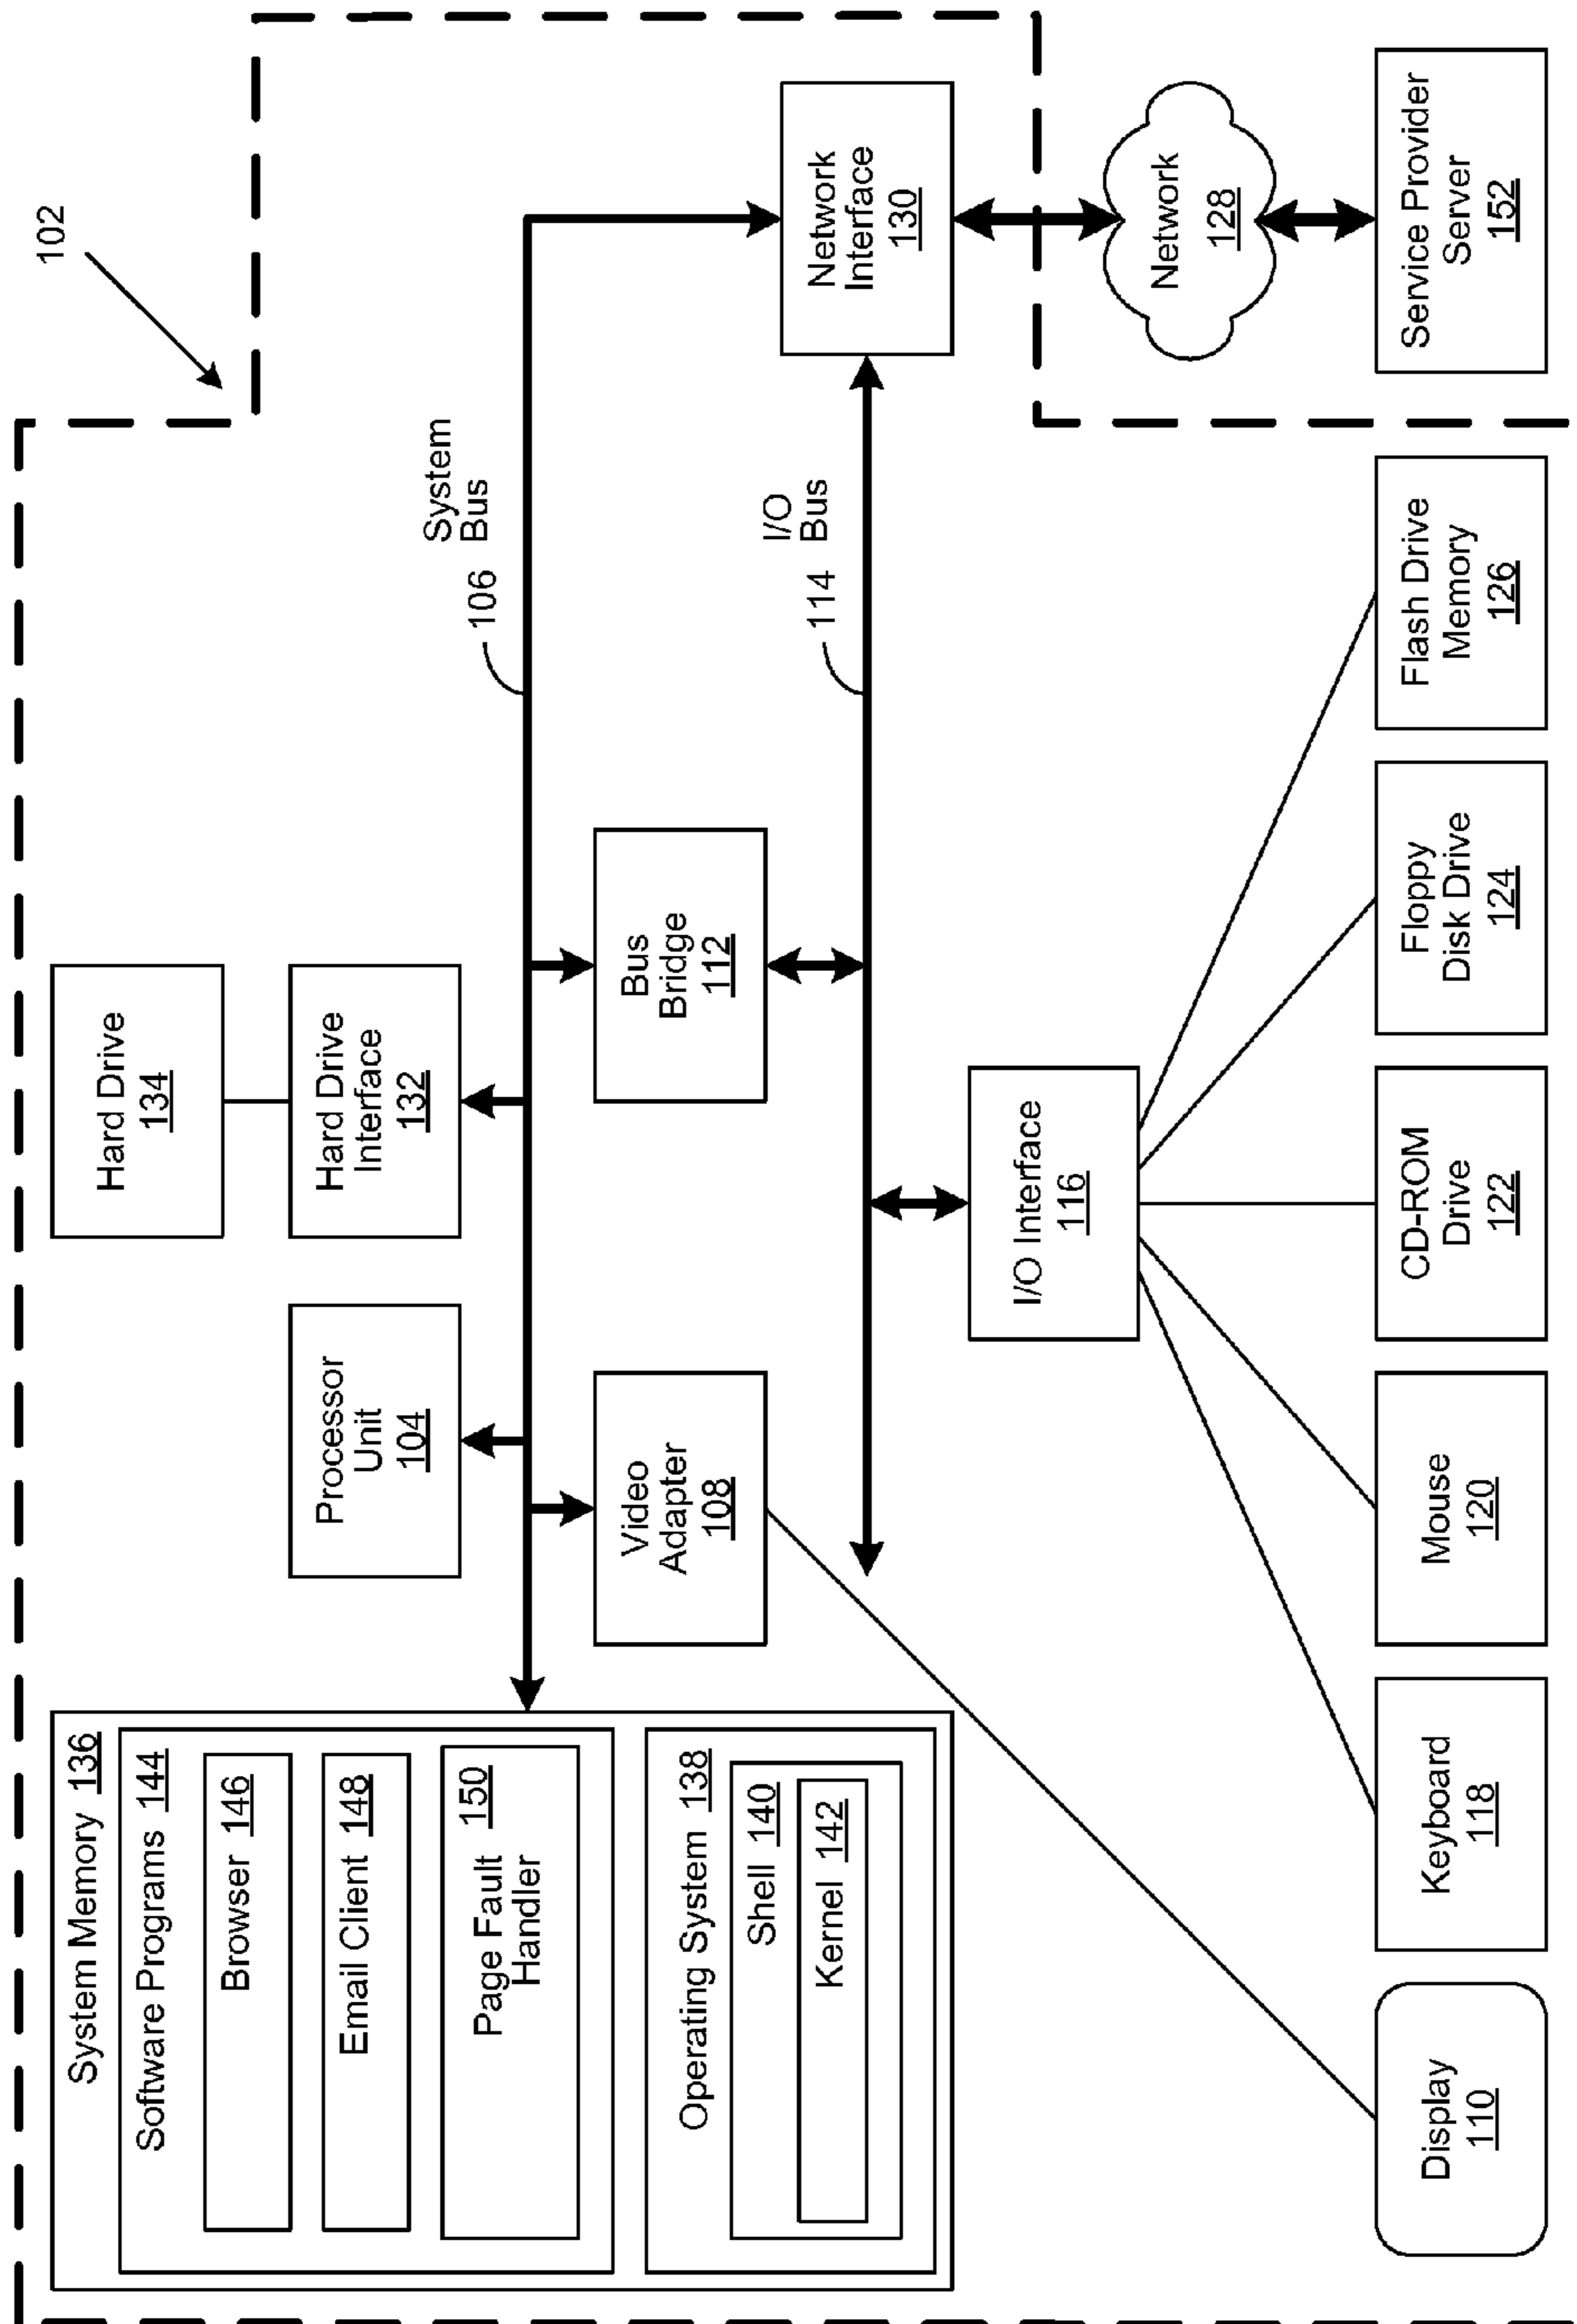 102
System Memory 136
Software Programs 144
Browser 146
Email Client 148
Page Fault
Handler
150
Operating System 138
Shell 140
Kernel 142
Hard Drive
134
Processor
Unit
104
Hard Drive
Interface
132
System
Bus
106
Video
Adapter
108
Bus
Bridge
112
I/O
Bus
114
Network
Interface
130
I/O Interface
116
Network
128
Display
110
Keyboard
118
Mouse
120
CD-ROM
Drive
122
Floppy
Disk Drive
124
Flash Drive
Memory
126
Service Provider
Server
152